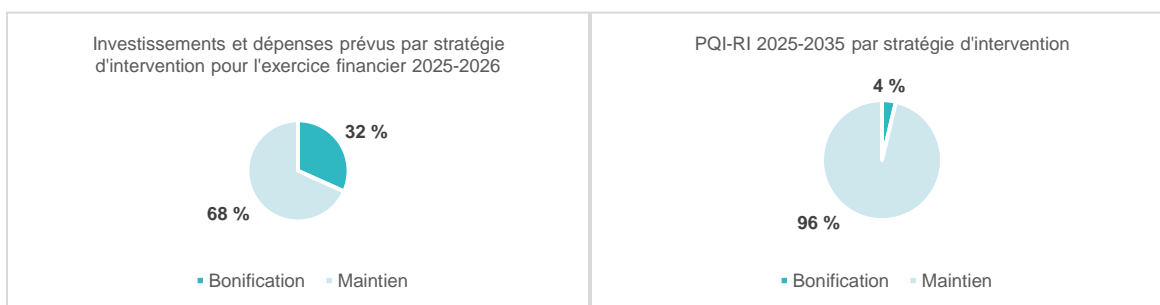 Investissements et dépenses prévus par stratégie
d'intervention pour l'exercice financier 2025-2026
32 %
68 %
Bonification Maintien
PQI-RI 2025-2035 par stratégie d'intervention
4 %
96 %
Bonification Maintien